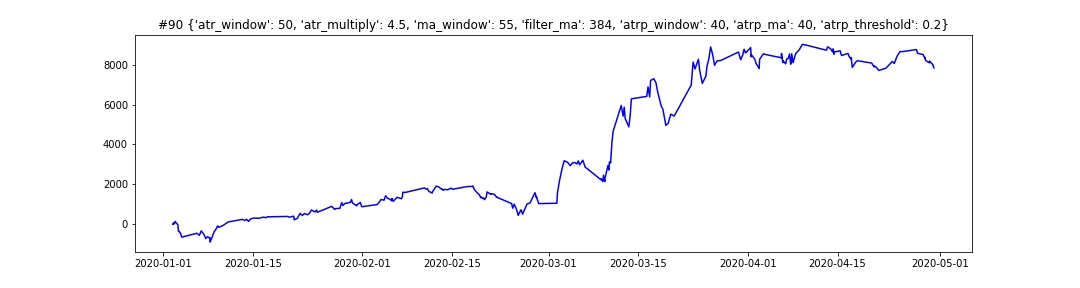 #90 {'atr_window': 50, 'atr_multiply': 4.5, 'ma_window': 55, 'filter_ma': 384, 'atrp_window': 40, 'atrp_ma': 40, 'atrp_threshold': 0.2}
8000
6000
4000
2000
0
2020-01-01 2020-01-15 2020-02-01 2020-02-15 2020-03-01 2020-03-15 2020-04-01 2020-04-15 2020-05-01